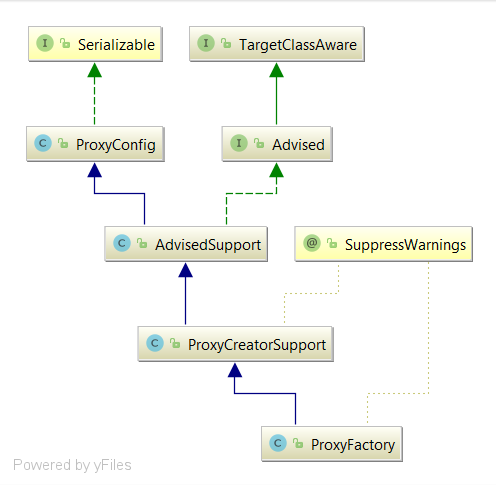 I Serializable
I TargetClassAware
C ProxyConfig
I Advised
C AdvisedSupport
@ SuppressWarnings
C ProxyCreatorSupport
C ProxyFactory
Powered by yFiles